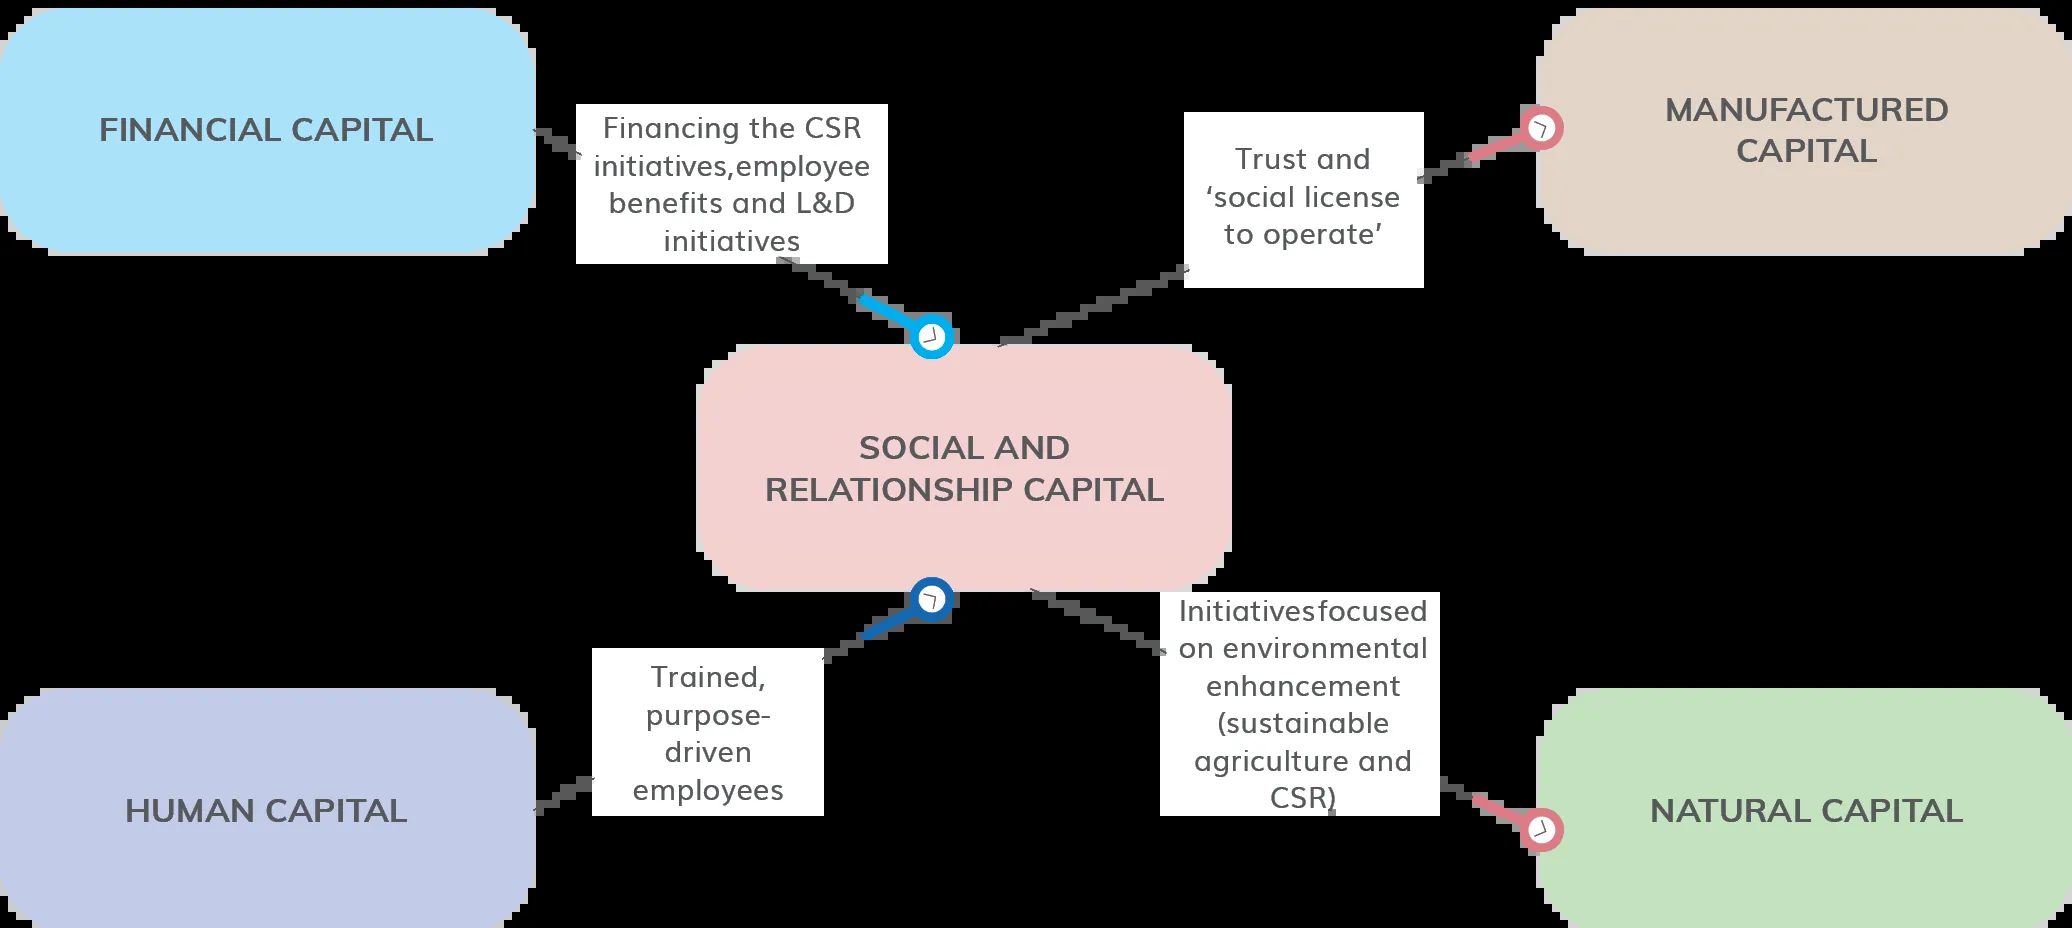 FINANCIAL CAPITAL
Financing the CSR
initiatives,employee
benefits and L&D
initiatives
Trust and
‘social license
to operate’
MANUFACTURED
CAPITAL
SOCIAL AND
RELATIONSHIP CAPITAL
HUMAN CAPITAL
Trained,
purpose-
driven
employees
Initiativesfocused
on environmental
enhancement
(sustainable
agriculture and
CSR)
NATURAL CAPITAL